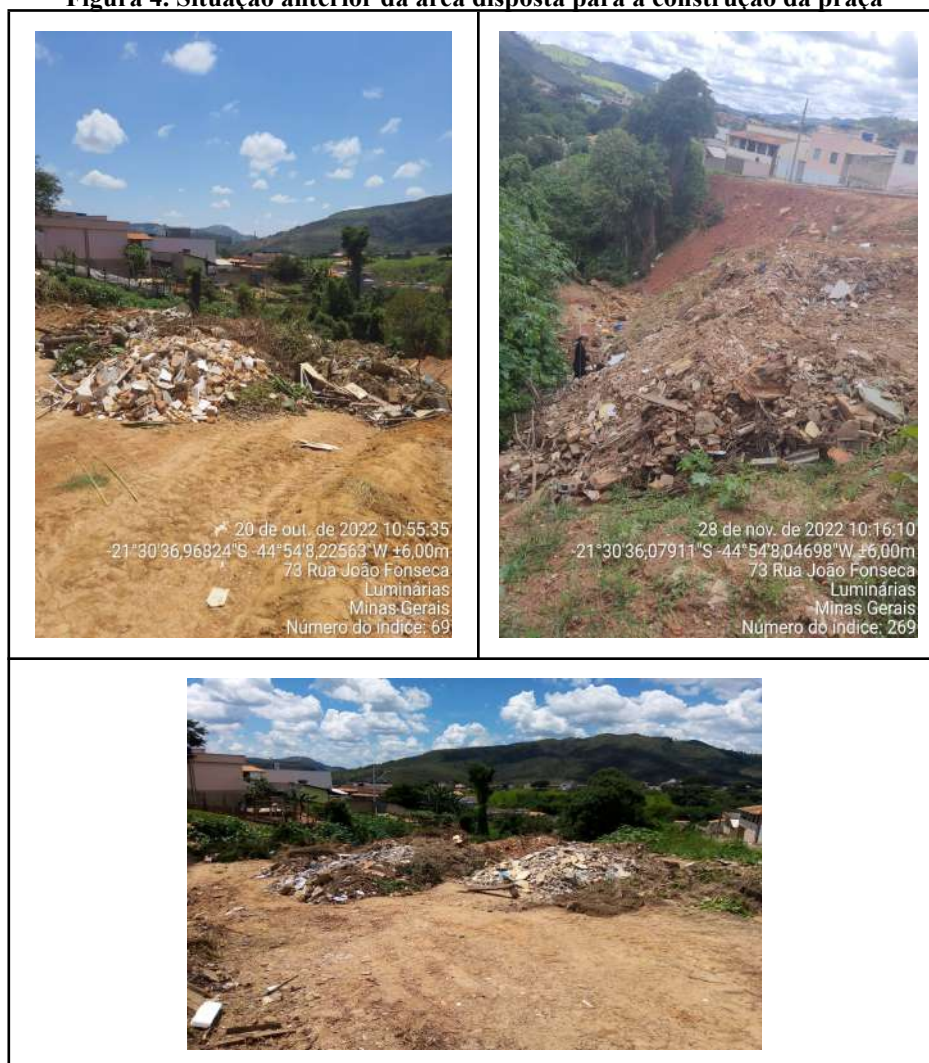 Figura 4. Situação anterior da área disposta para a construção da praça
20 de out. de 2022 10:55:35
-21°30'36,96824"S -44°54'8,22563"W ±6,00m
73 Rua João Fonseca
Luminárias
Minas Gerais
Número do índice: 69
28 de nov. de 2022 10:16:10
-21°30'36,07911"S -44°54'8,04698"W ±6,00m
73 Rua João Fonseca
Luminárias
Minas Gerais
Número do índice: 269